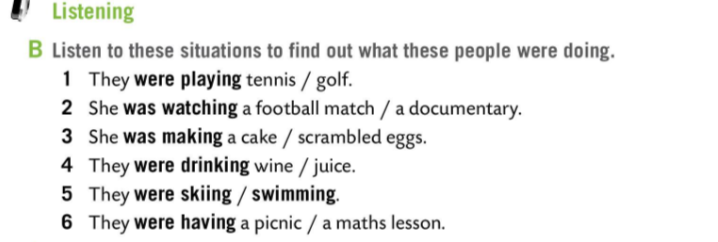 Listening
B Listen to these situations to find out what these people were doing.
1 They were playing tennis / golf.
2 She was watching a football match / a documentary.
3 She was making a cake / scrambled eggs.
4 They were drinking wine / juice.
5 They were skiing / swimming.
6 They were having a picnic / a maths lesson.